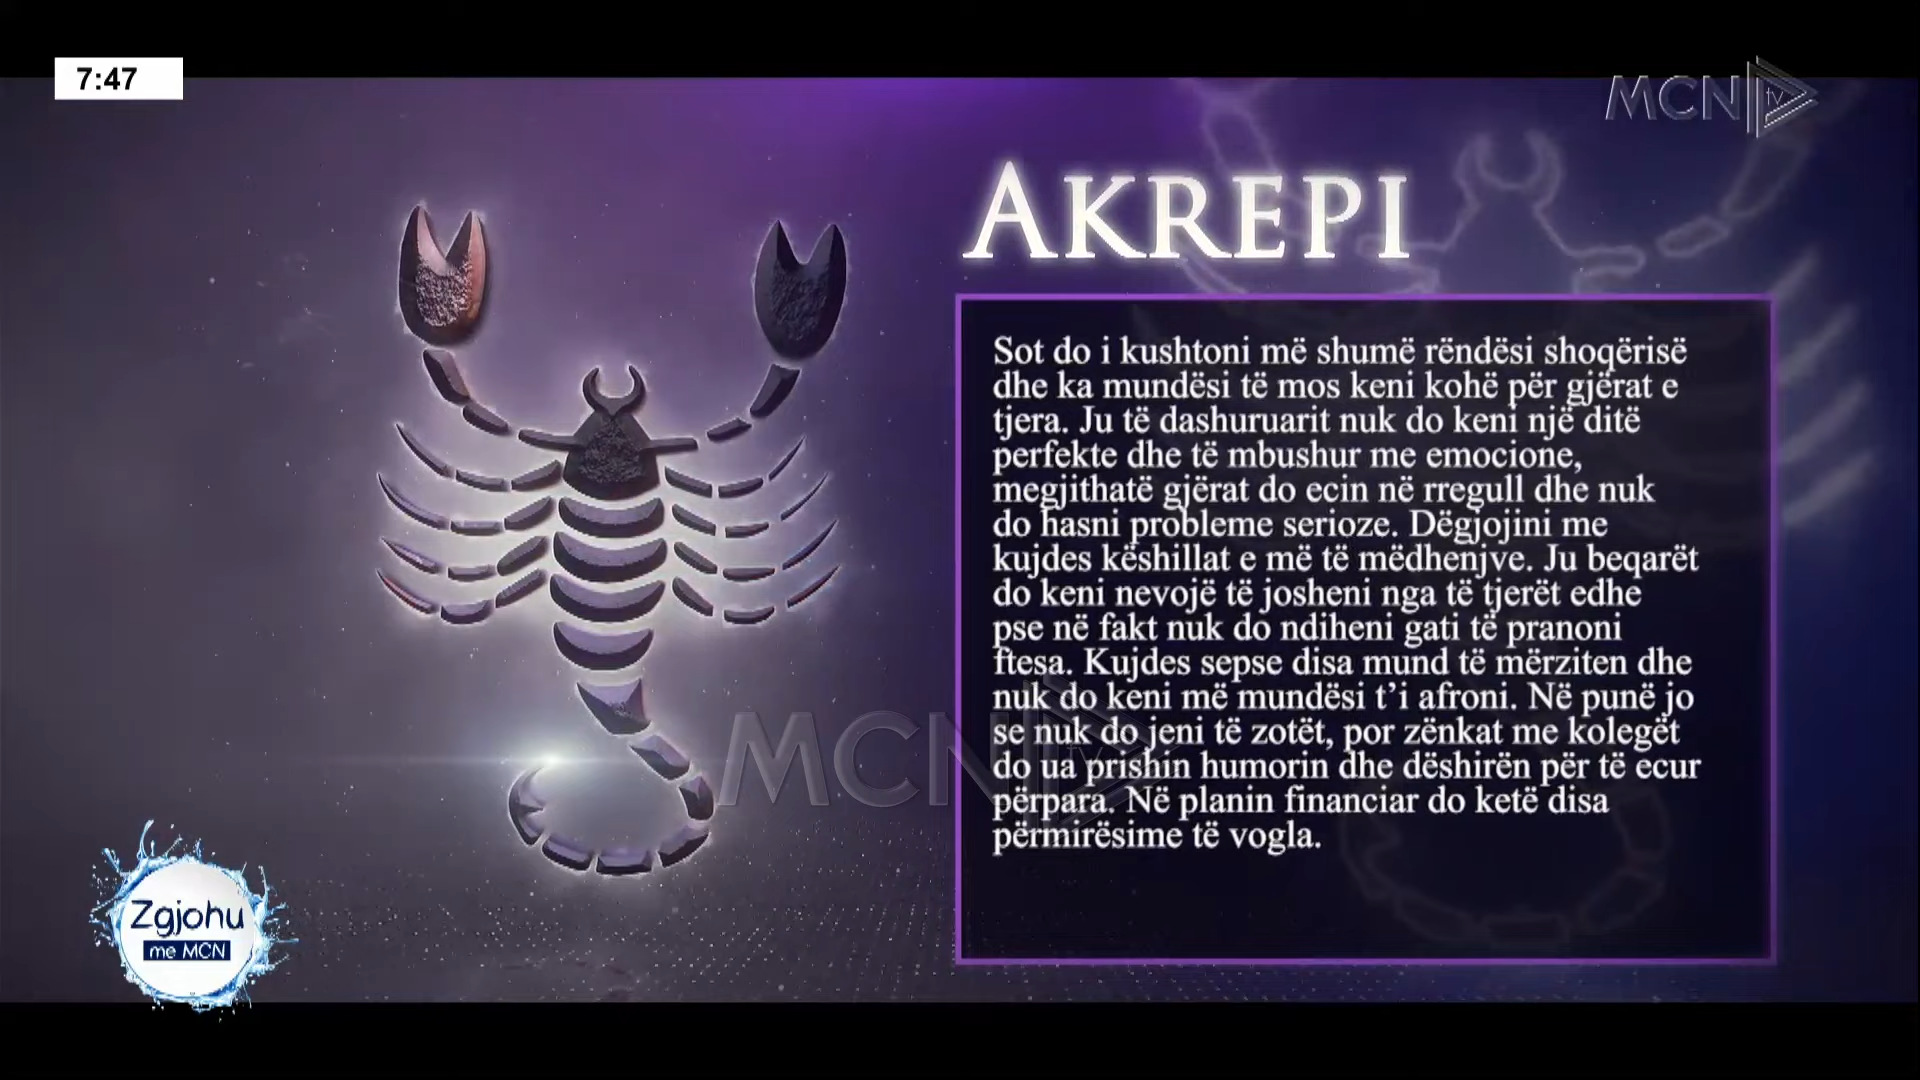 7:47
MCN tv
AKREPI
Sot do i kushtoni më shumë rëndësi shoqërisë
dhe ka mundësi të mos keni kohë për gjërat e
tjera. Ju të dashuruarit nuk do keni një ditë
perfekte dhe të mbushur me emocione,
megjithatë gjërat do ecin në rregull dhe nuk
do hasni probleme serioze. Dëgjojini me
kujdes këshillat e më të mëdhenjve. Ju beqarët
do keni nevojë të josheni nga të tjerët edhe
pse në fakt nuk do ndiheni gati të pranoni
ftesa. Kujdes sepse disa mund të mërziten dhe
nuk do keni më mundësi t’i afroni. Në punë jo
se nuk do jeni të zotët, por zënkat me kolegët
do ua prishin humorin dhe dëshirën për të ecur
përpara. Në planin financiar do ketë disa
përmirësime të vogla.
MCN tv
Zgjohu
me MCN